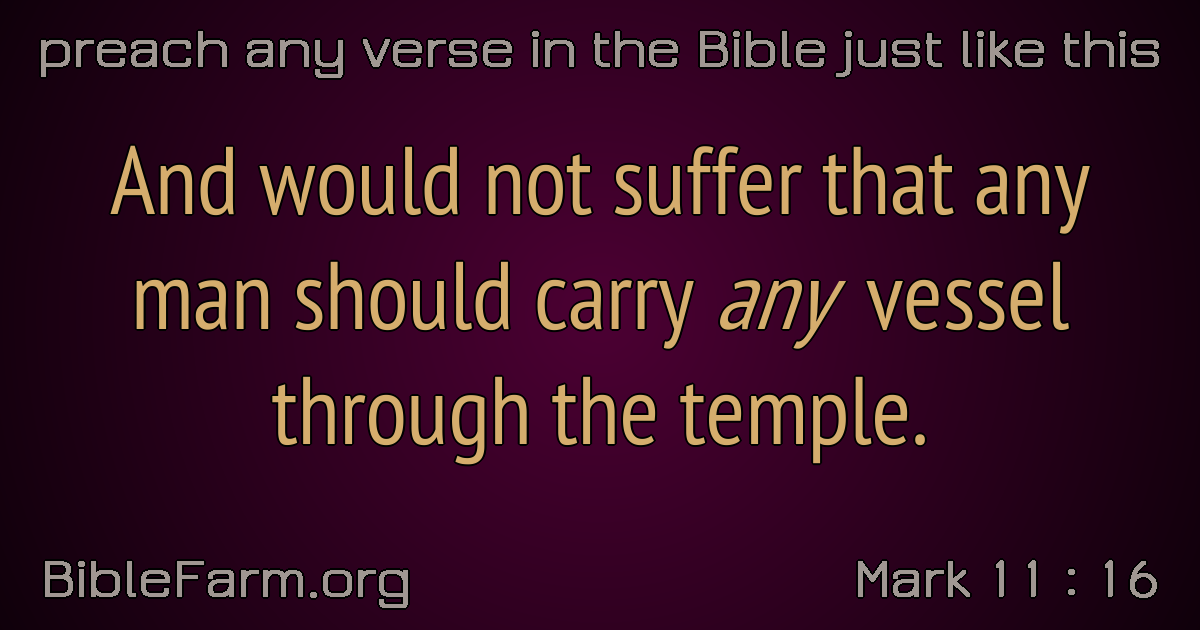 preach any verse in the Bible just like this
And would not suffer that any
man should carry any vessel
through the temple.
BibleFarm.org
Mark 11 : 16